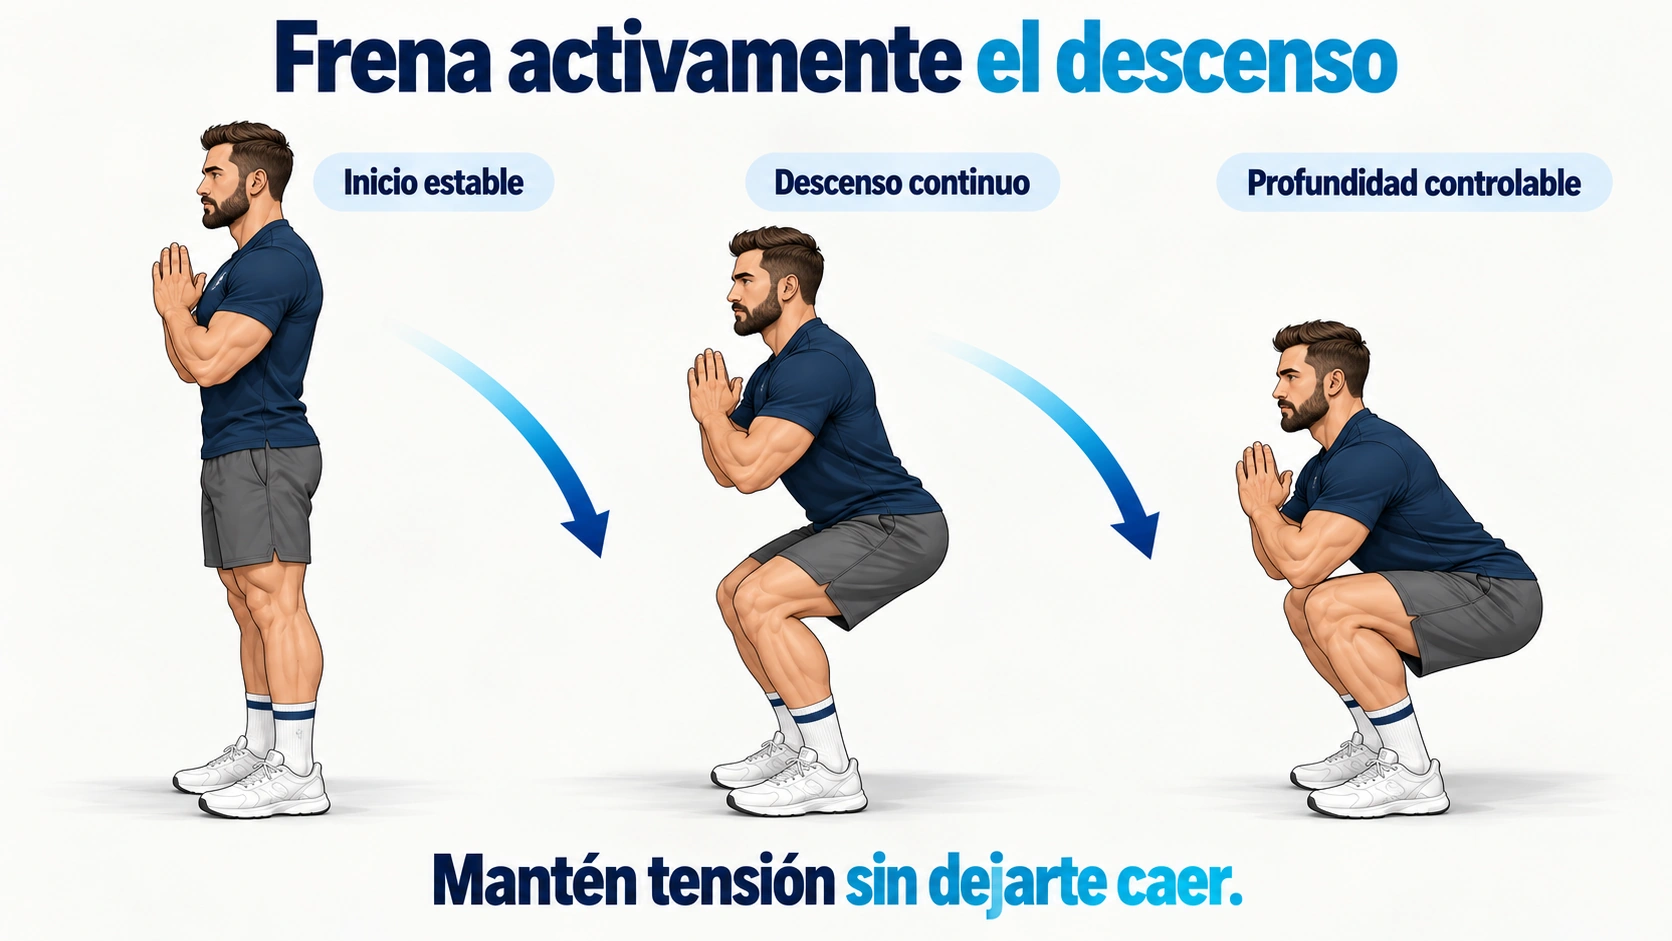 Frena activamente el descenso
Inicio estable
Descenso continuo
Profundidad controlable
Mantén tensión sin dejarte caer.